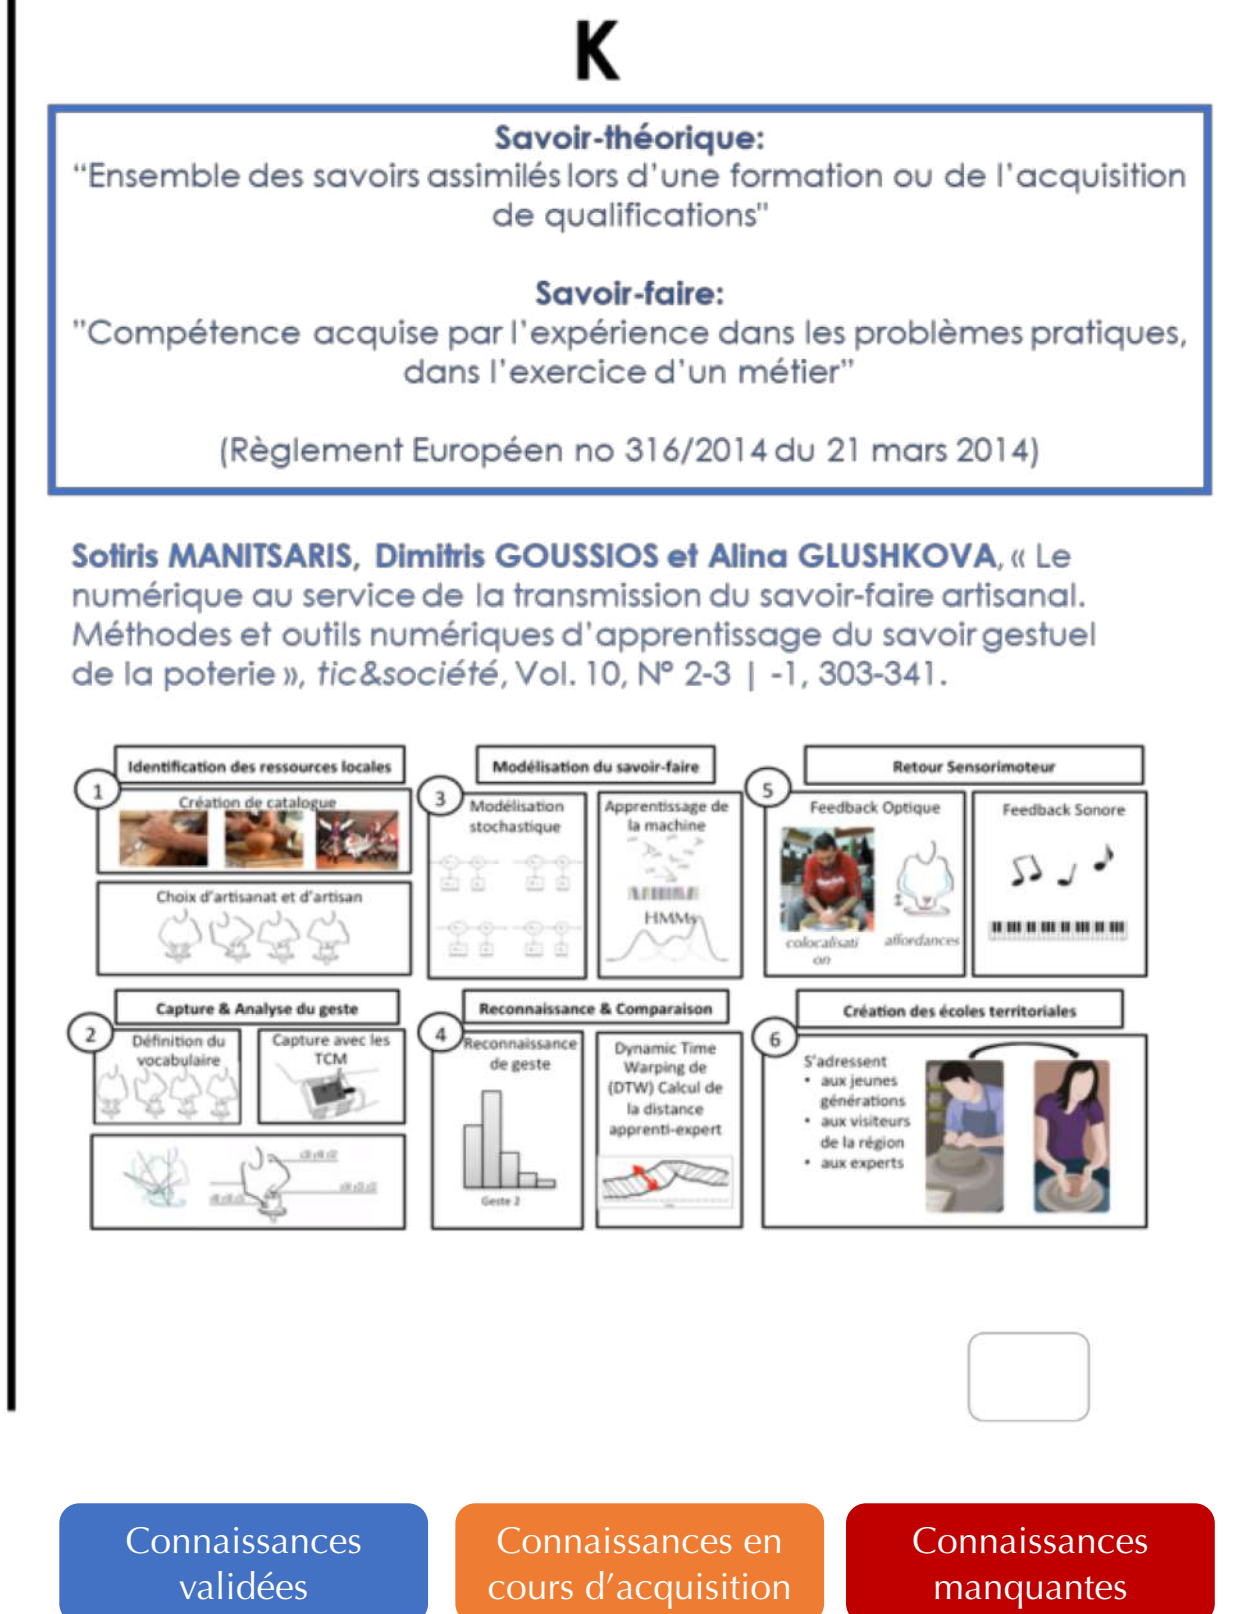 K
Savoir-théorique:
“Ensemble des savoirs assimilés lors d’une formation ou de l’acquisition
de qualifications"
Savoir-faire:
"Compétence acquise par l’expérience dans les problèmes pratiques,
dans l’exercice d’un métier”
(Règlement Européen no 316/2014 du 21 mars 2014)
Sotiris MANITSARIS, Dimitris GOUSSIOS et Alina GLUSHKOVA, « Le
numérique au service de la transmission du savoir-faire artisanal.
Méthodes et outils numériques d’apprentissage du savoir gestuel
de la poterie », tic&société, Vol. 10, N° 2-3 | -1, 303-341.
1
Identification des ressources locales
Création de catalogue
Choix d’artisanat et d’artisan
2
Capture & Analyse du geste
Définition du
vocabulaire
Capture avec les
TCM
3
Modélisation du savoir-faire
Modélisation
stochastique
Apprentissage de
la machine
HMMs
4
Reconnaissance & Comparaison
Reconnaissance
de geste
Geste 2
Dynamic Time
Warping de
(DTW) Calcul de
la distance
apprenti-expert
5
Retour Sensorimoteur
Feedback Optique
colocalisati
on
affordances
Feedback Sonore
6
Création des écoles territoriales
S’adressent
• aux jeunes
générations
• aux visiteurs
de la région
• aux experts
Connaissances
validées
Connaissances en
cours d’acquisition
Connaissances
manquantes